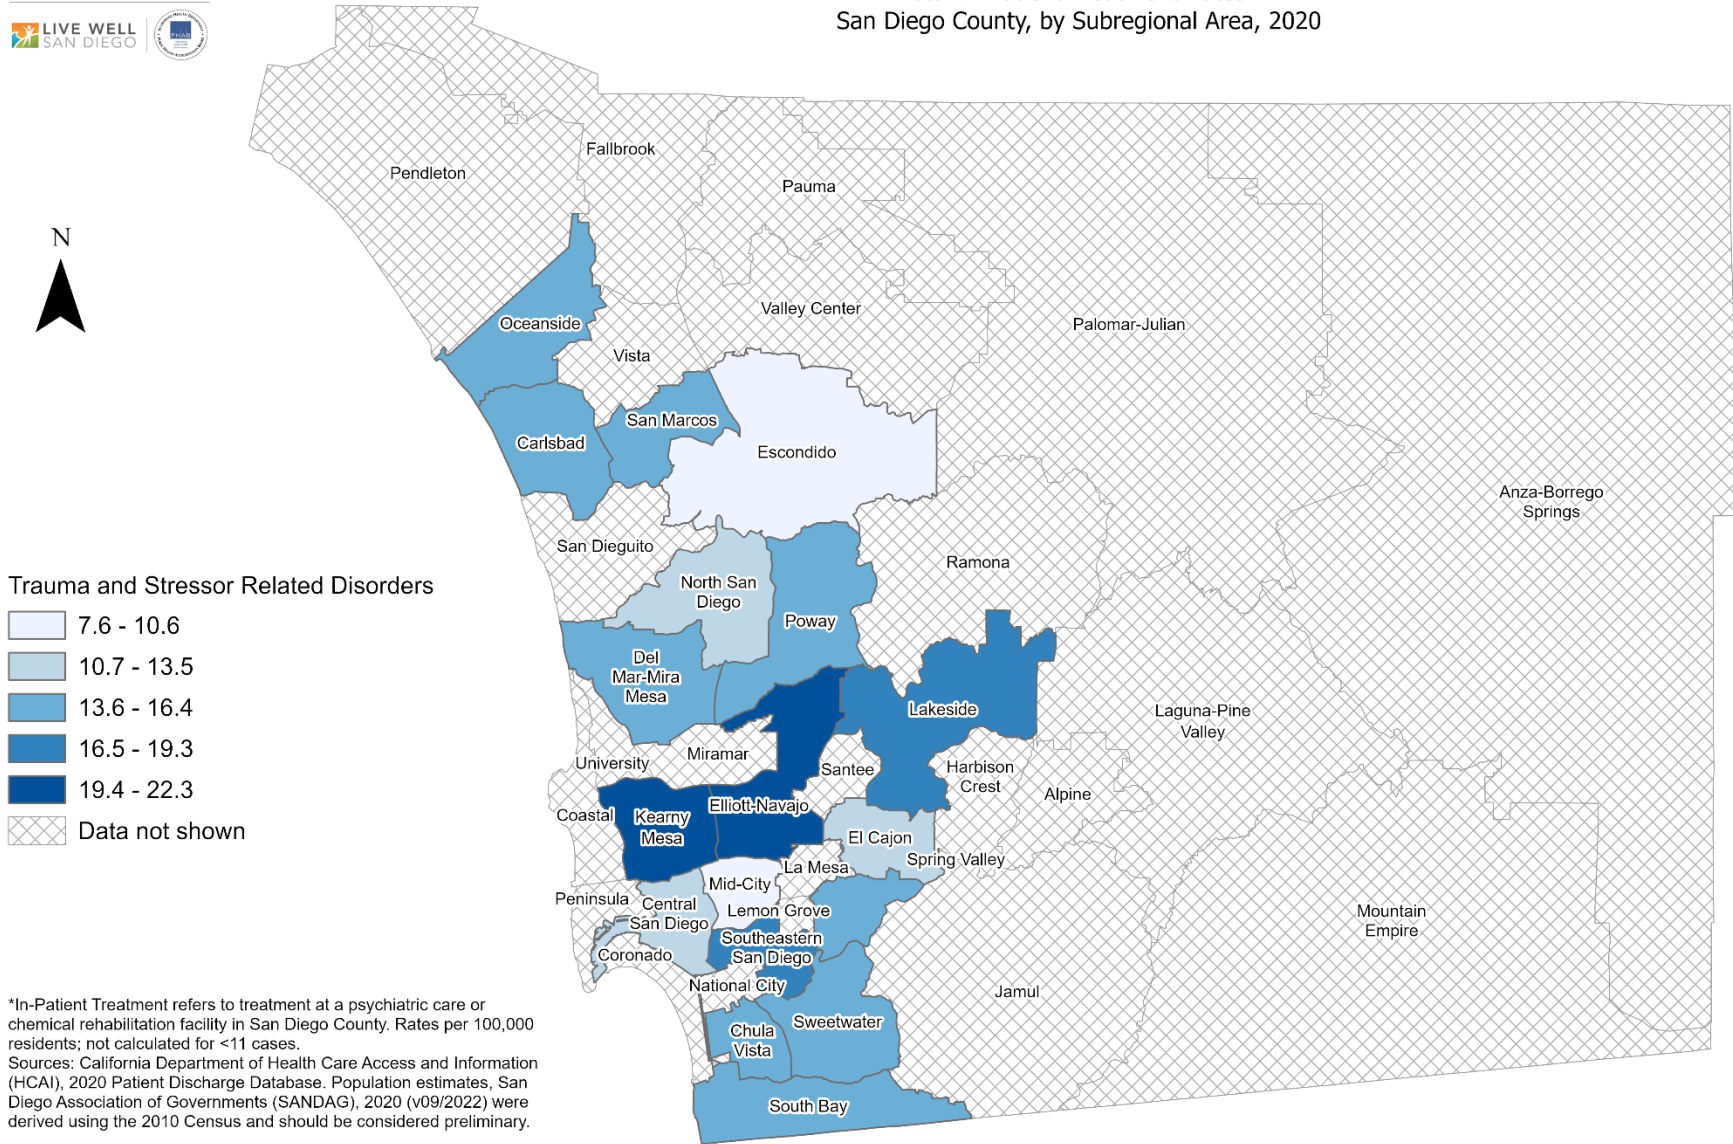 LIVE WELL
SAN DIEGO
PHAB
San Diego County, by Subregional Area, 2020
N
Pendleton
Fallbrook
Pauma
Oceanside
Valley Center
Palomar-Julian
Vista
San Marcos
Carlsbad
Escondido
Anza-Borrego
Springs
San Dieguito
Ramona
North San
Diego
Poway
Del
Mar-Mira
Mesa
Lakeside
Laguna-Pine
Valley
Miramar
University
Santee
Harbison
Crest
Alpine
Coastal
Kearny
Mesa
Elliott-Navajo
El Cajon
Spring Valley
La Mesa
Mid-City
Peninsula
Central
San Diego
Lemon Grove
Mountain
Empire
Southeastern
San Diego
Coronado
National City
Jamul
Sweetwater
Chula
Vista
South Bay
Trauma and Stressor Related Disorders
7.6 - 10.6
10.7 - 13.5
13.6 - 16.4
16.5 - 19.3
19.4 - 22.3
Data not shown
*In-Patient Treatment refers to treatment at a psychiatric care or
chemical rehabilitation facility in San Diego County. Rates per 100,000
residents; not calculated for <11 cases.
Sources: California Department of Health Care Access and Information
(HCAI), 2020 Patient Discharge Database. Population estimates, San
Diego Association of Governments (SANDAG), 2020 (v09/2022) were
derived using the 2010 Census and should be considered preliminary.